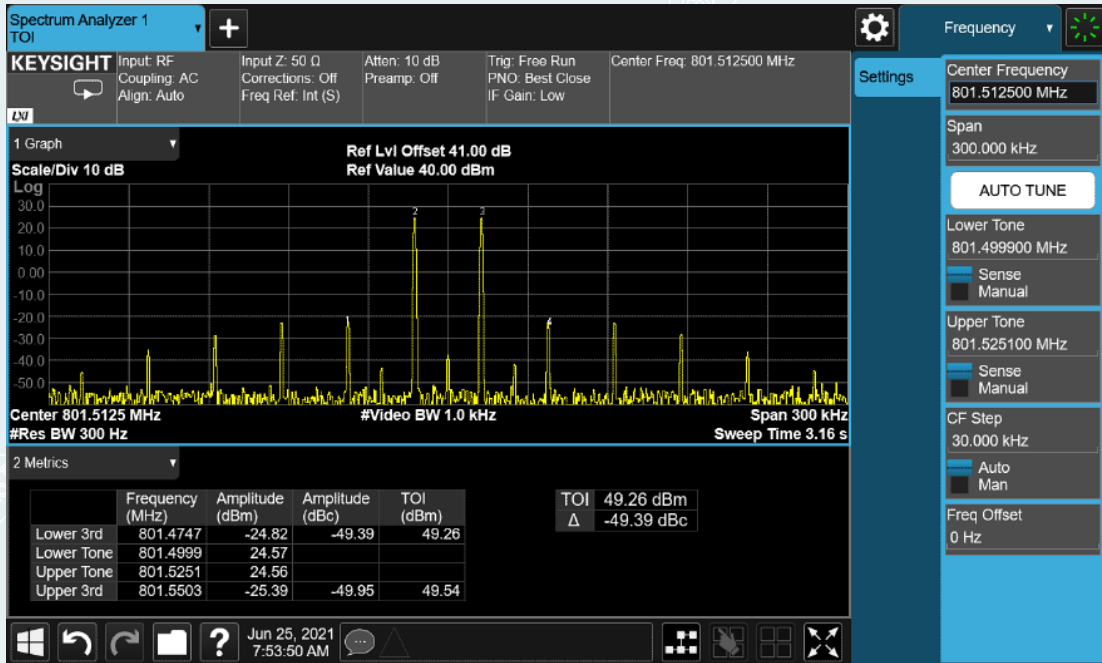 Spectrum Analyzer 1
TOI
+
Frequency
KEYSIGHT
LXI
Input: RF
Coupling: AC
Align: Auto
Input Z: 50 Ω
Corrections: Off
Freq Ref: Int (S)
Atten: 10 dB
Preamp: Off
Trig: Free Run
PNO: Best Close
IF Gain: Low
Center Freq: 801.512500 MHz
Settings
Center Frequency
801.512500 MHz
Span
300.000 kHz
AUTO TUNE
Lower Tone
801.499900 MHz
Sense
Manual
Upper Tone
801.525100 MHz
Sense
Manual
CF Step
30.000 kHz
Auto
Man
Freq Offset
0 Hz
1 Graph
Ref Lvl Offset 41.00 dB
Scale/Div 10 dB
Ref Value 40.00 dBm
Log
30.0
20.0
10.0
0.00
-10.0
-20.0
-30.0
-40.0
-50.0
1
2
3
4
Center 801.5125 MHz
#Video BW 1.0 kHz
Span 300 kHz
#Res BW 300 Hz
Sweep Time 3.16 s
2 Metrics
Frequency (MHz) Amplitude (dBm) Amplitude (dBc) TOI (dBm)
Lower 3rd 801.4747 -24.82 -49.39 49.26
Lower Tone 801.4999 24.57
Upper Tone 801.5251 24.56
Upper 3rd 801.5503 -25.39 -49.95 49.54
TOI 49.26 dBm
Δ -49.39 dBc
?
Jun 25, 2021
7:53:50 AM